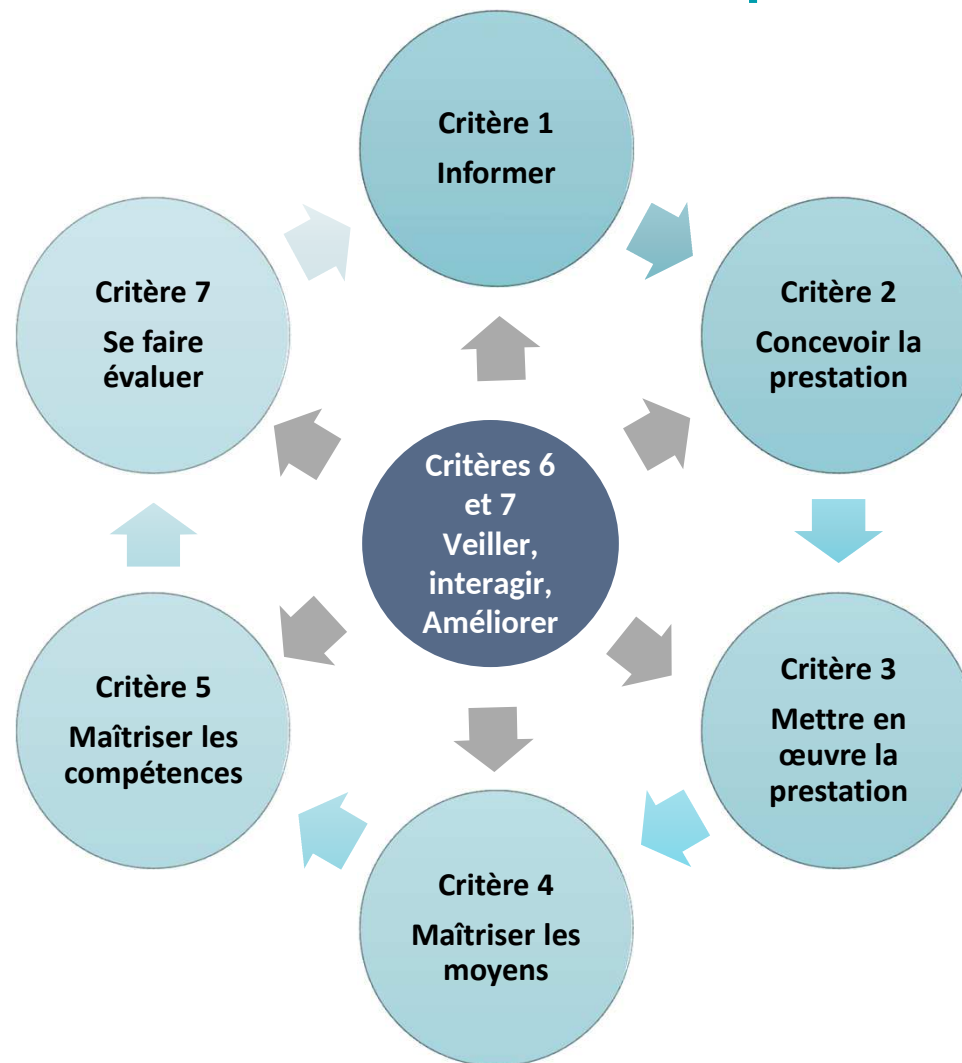 Critère 1
Informer
Critère 2
Concevoir la
prestation
Critère 3
Mettre en
œuvre la
prestation
Critère 4
Maîtriser les
moyens
Critère 5
Maîtriser les
compétences
Critère 7
Se faire
évaluer
Critères 6
et 7
Veiller,
interagir,
Améliorer